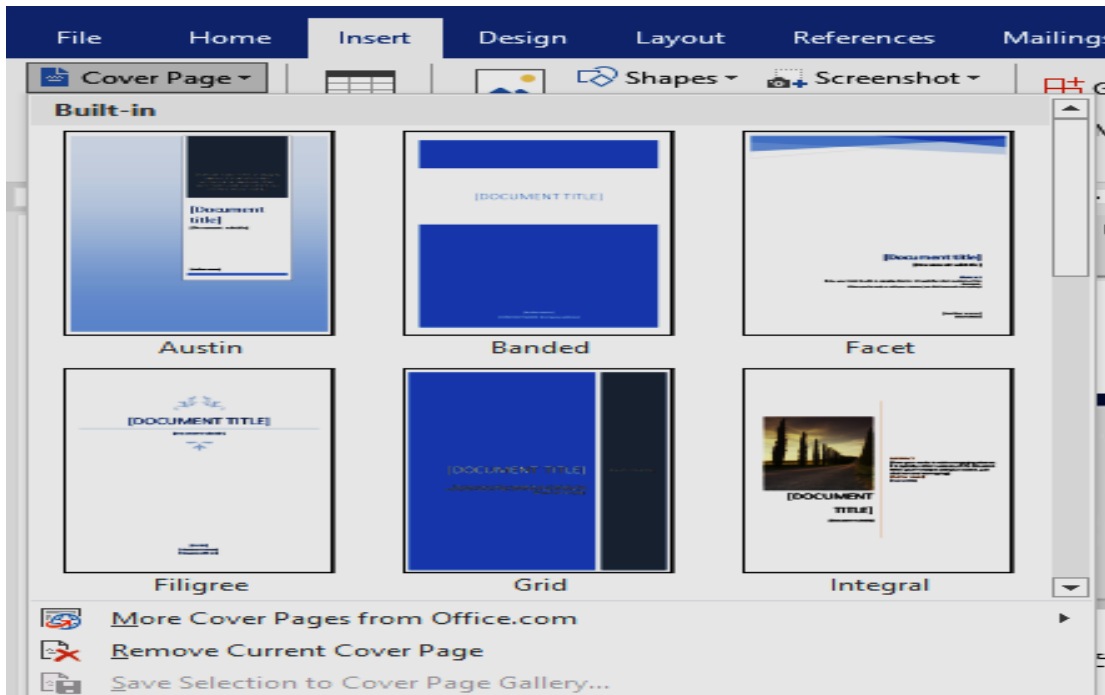 File Home Insert Design Layout References Mailings
Cover Page Shapes Screenshot
Built-in
[Document
title]
[DOCUMENT TITLE]
[Document title]
Austin Banded Facet
[DOCUMENT TITLE]
[DOCUMENT TITLE]
[DOCUMENT
TITLE]
Filigree Grid Integral
More Cover Pages from Office.com
Remove Current Cover Page
Save Selection to Cover Page Gallery...